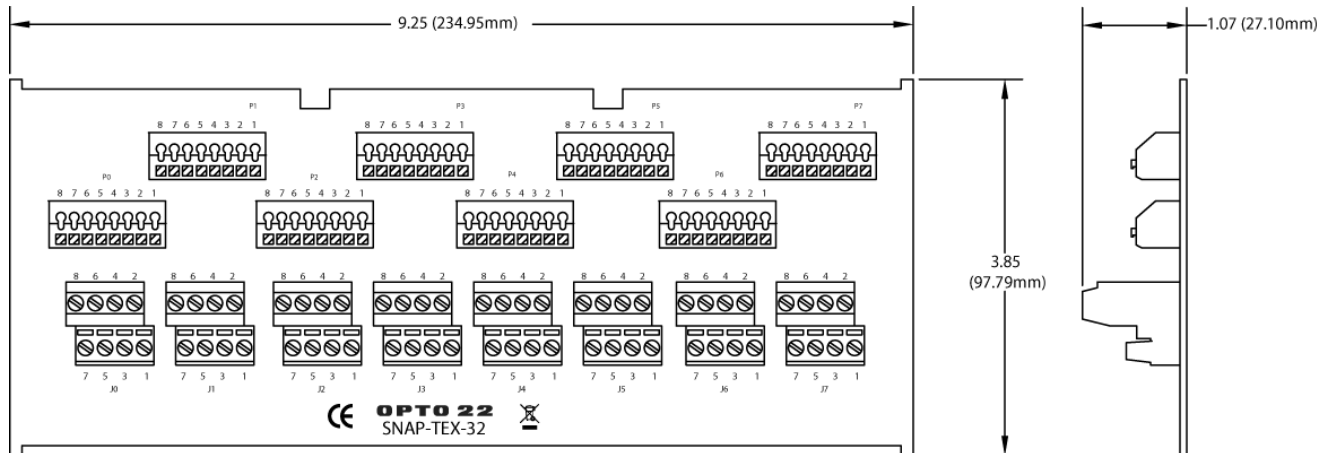 9.25 (234.95mm)
1.07 (27.10mm)
P1 P3 P5 P7
8 7 6 5 4 3 2 1 8 7 6 5 4 3 2 1 8 7 6 5 4 3 2 1 8 7 6 5 4 3 2 1
P0 P2 P4 P6
8 7 6 5 4 3 2 1 8 7 6 5 4 3 2 1 8 7 6 5 4 3 2 1 8 7 6 5 4 3 2 1
3.85
(97.79mm)
8 6 4 2 8 6 4 2 8 6 4 2 8 6 4 2 8 6 4 2 8 6 4 2 8 6 4 2 8 6 4 2
7 5 3 1 7 5 3 1 7 5 3 1 7 5 3 1 7 5 3 1 7 5 3 1 7 5 3 1 7 5 3 1
J0 J1 J2 J3 J4 J5 J6 J7
CE OPTO 22
SNAP-TEX-32